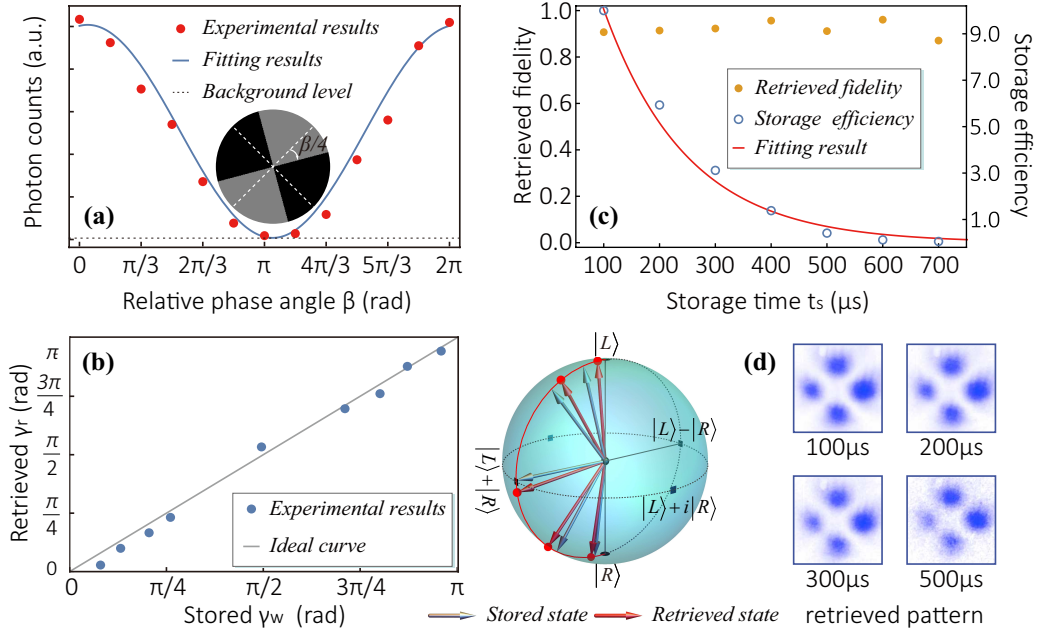 Experimental results
Fitting results
Background level
β/4
(a)
Photon counts (a.u.)
0 π/3 2π/3 π 4π/3 5π/3 2π
Relative phase angle β (rad)
1.0
0.8
0.6
0.4
0.2
0.0
Retrieved fidelity
9.0
7.0
5.0
3.0
1.0
Storage efficiency
Retrieved fidelity
Storage efficiency
Fitting result
(c)
100 200 300 400 500 600 700
Storage time tₛ (μs)
(b)
π
3π/4
π/2
π/4
0
Retrieved γr (rad)
Experimental results
Ideal curve
0 π/4 π/2 3π/4 π
Stored γw (rad)
|L⟩
|L⟩−|R⟩
|L⟩+|R⟩
|L⟩+i|R⟩
|R⟩
Stored state
Retrieved state
(d)
100μs 200μs
300μs 500μs
retrieved pattern